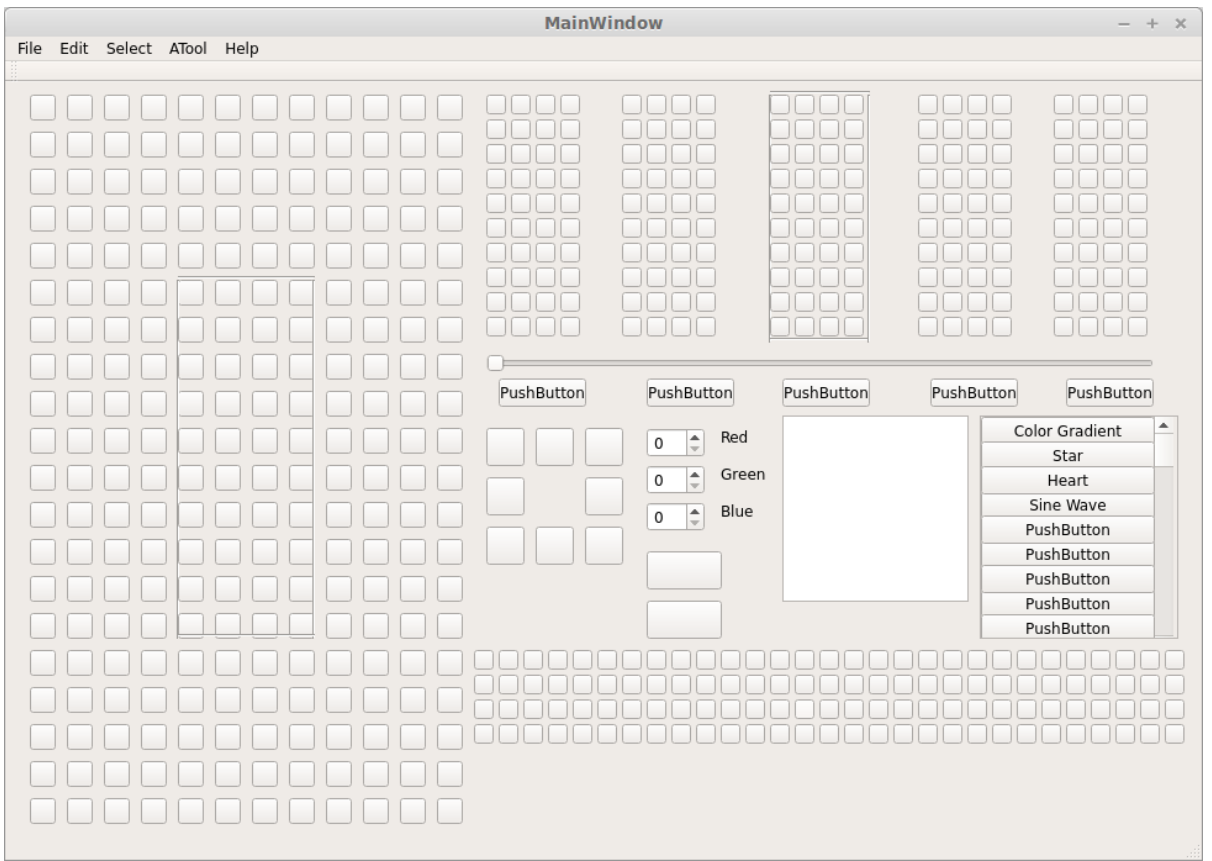 MainWindow
File Edit Select ATool Help
PushButton PushButton PushButton PushButton PushButton
0 Red
0 Green
0 Blue
Color Gradient
Star
Heart
Sine Wave
PushButton
PushButton
PushButton
PushButton
PushButton